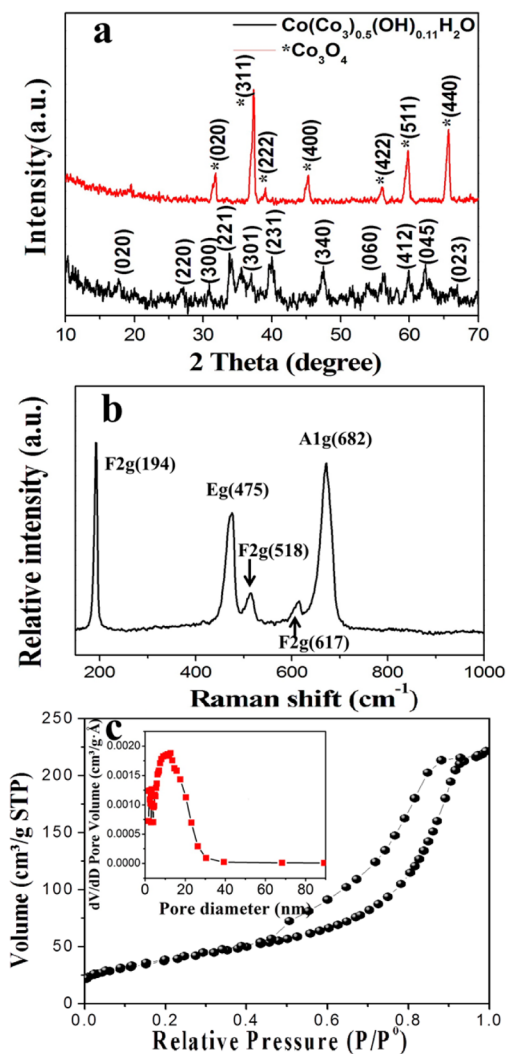 a
Co(Co₃)₀.₅(OH)₀.₁₁H₂O
*Co₃O₄
Intensity(a.u.)
*(020)
*(311)
*(222)
*(400)
*(422)
*(511)
*(440)
(020)
(220)
(300)
(221)
(301)
(231)
(340)
(060)
(412)
(045)
(023)
10 20 30 40 50 60 70
2 Theta (degree)
b
Relative intensity (a.u.)
F2g(194)
Eg(475)
F2g(518)
F2g(617)
A1g(682)
200 400 600 800 1000
Raman shift (cm⁻¹)
c
Volume (cm³/g STP)
250
200
150
100
50
0
dV/dD Pore Volume (cm³/g·A)
0.0020
0.0015
0.0010
0.0005
0.0000
0 20 40 60 80
Pore diameter (nm)
0.0 0.2 0.4 0.6 0.8 1.0
Relative Pressure (P/P⁰)